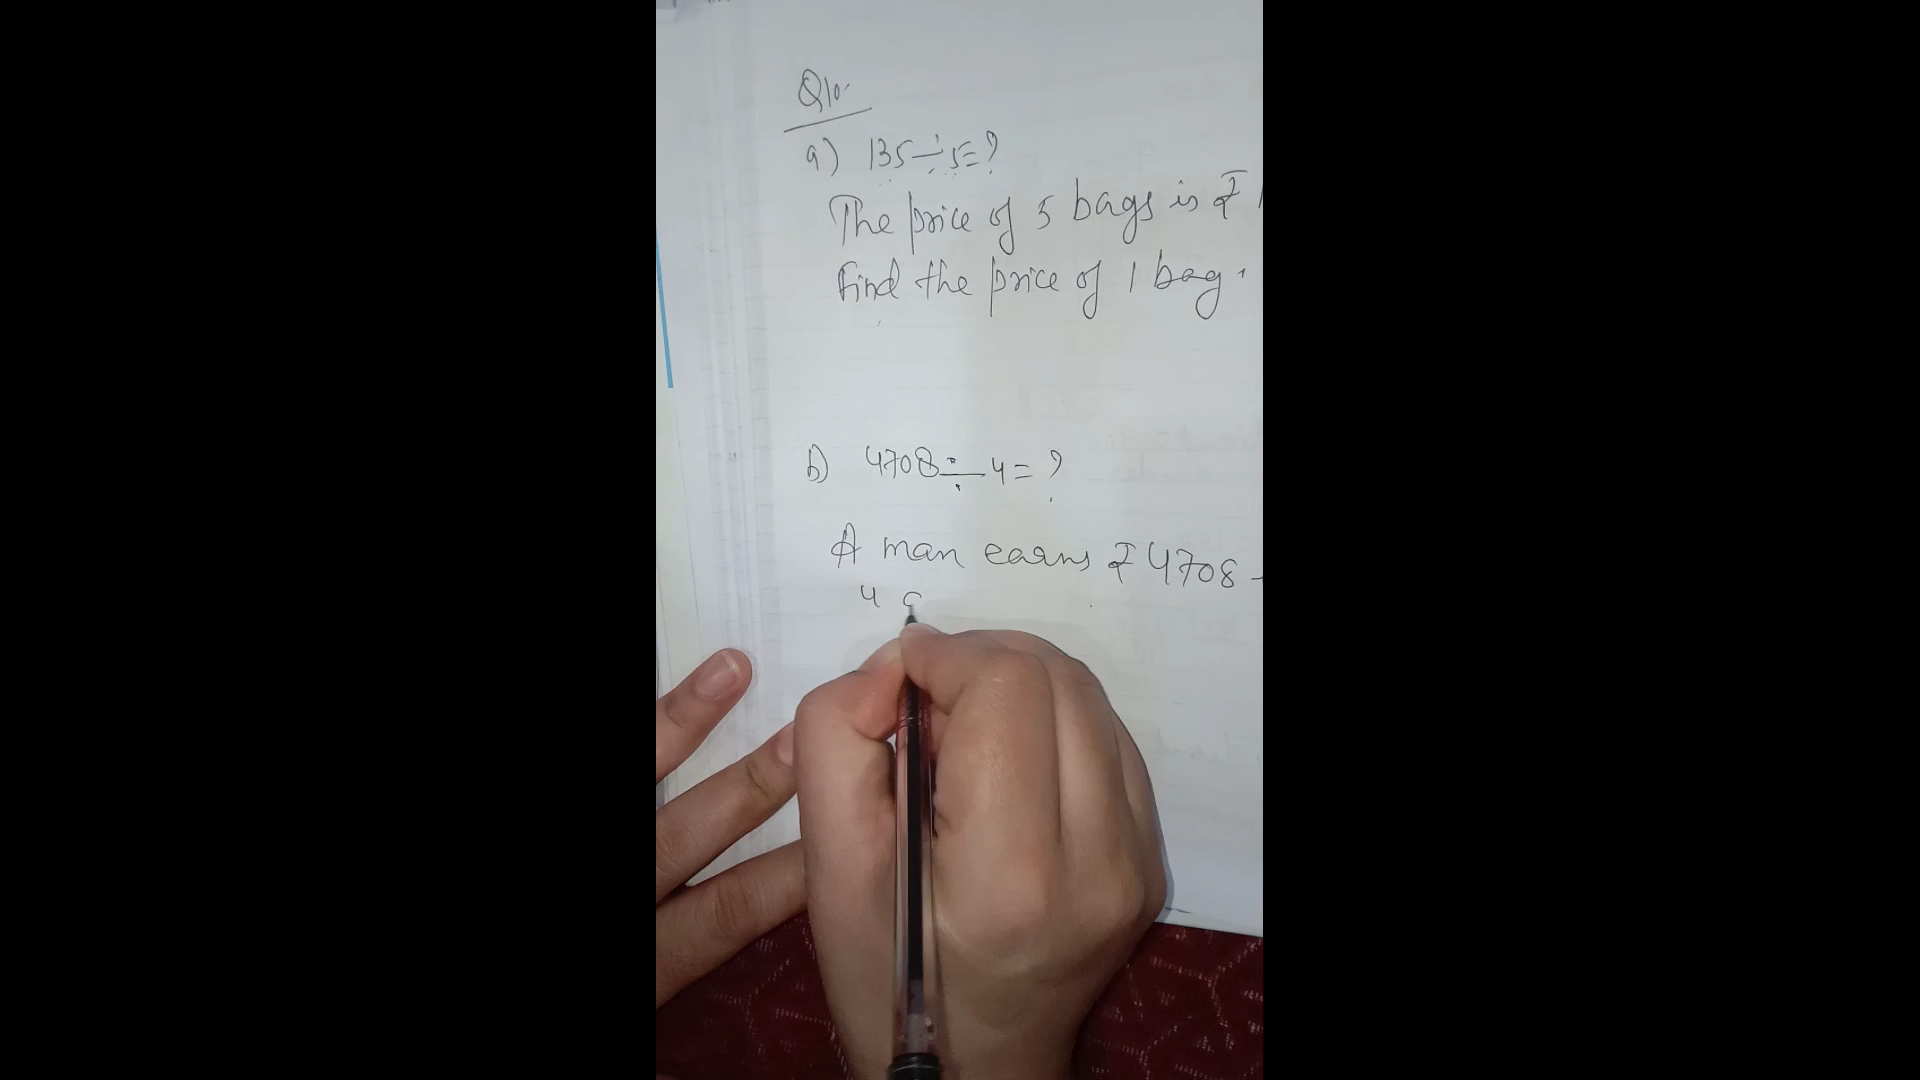 Q10.
a) 135÷5=?
The price of 5 bags is ₹
find the price of 1 bag.
b) 4708÷4=?
A man earns ₹4708
4